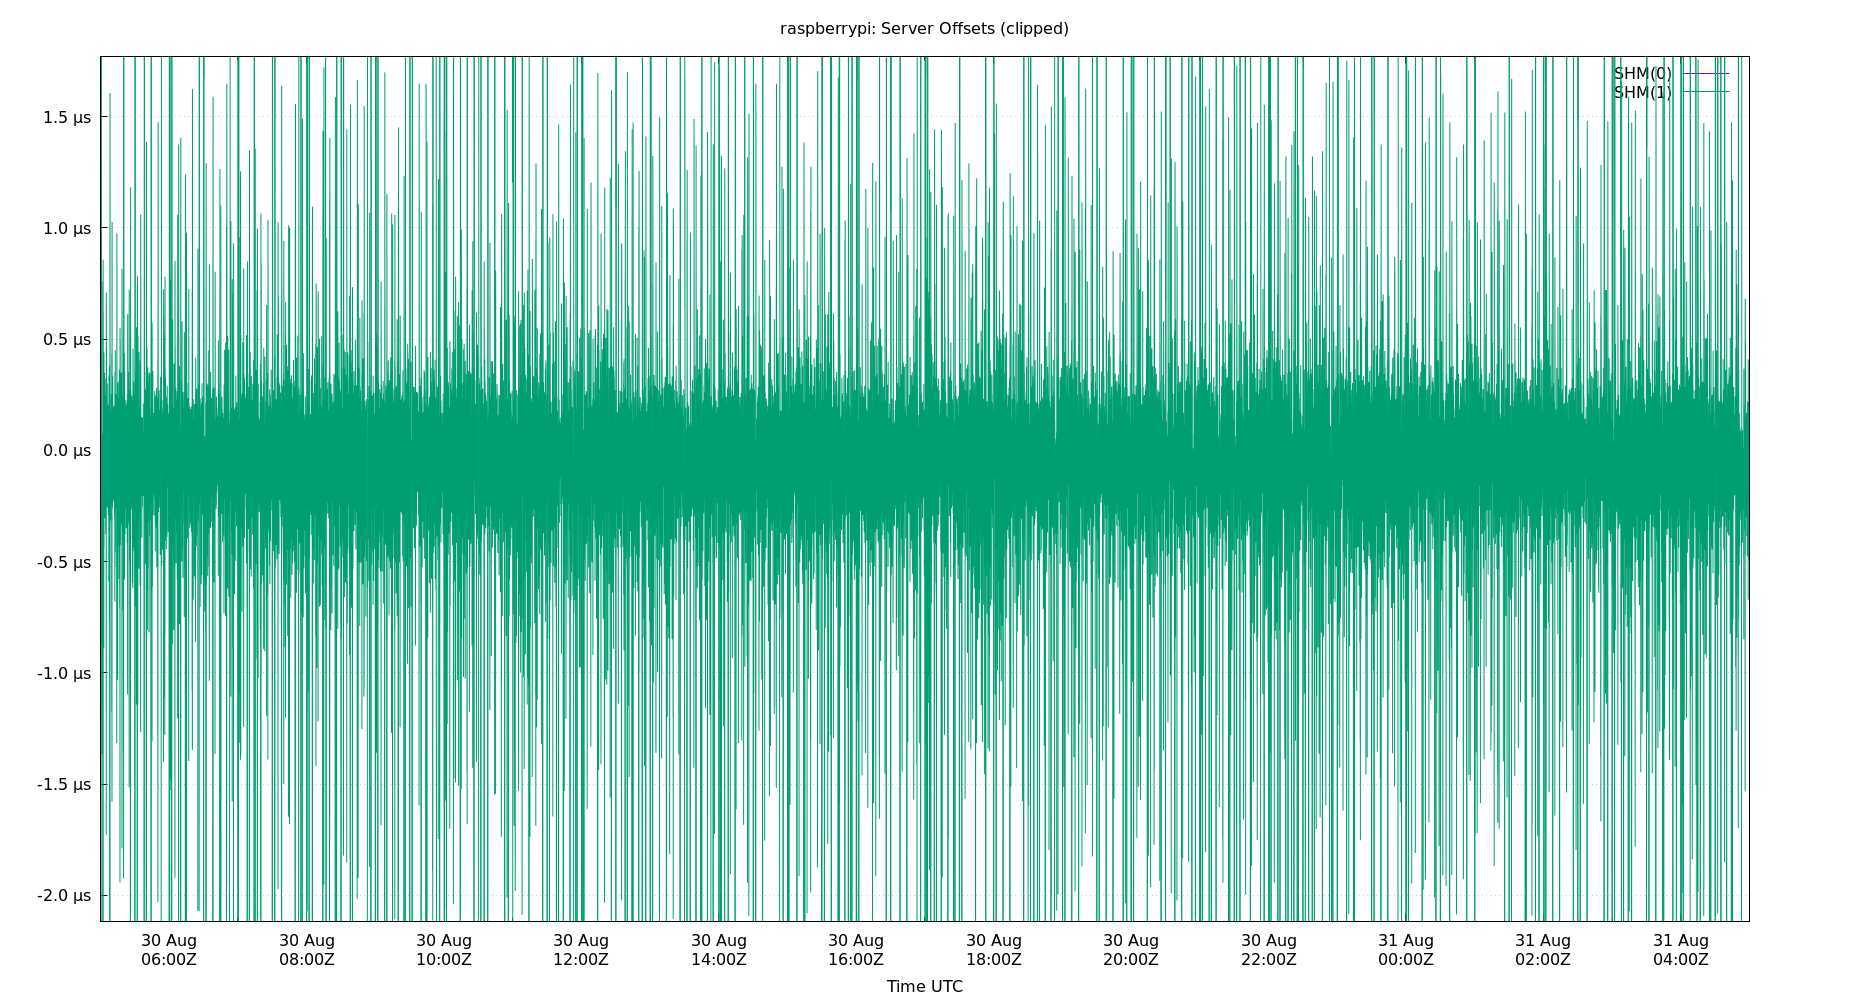 raspberrypi: Server Offsets (clipped)
SHM(0)
SHM(1)
1.5 µs
1.0 µs
0.5 µs
0.0 µs
-0.5 µs
-1.0 µs
-1.5 µs
-2.0 µs
30 Aug 30 Aug 30 Aug 30 Aug 30 Aug 30 Aug 30 Aug 30 Aug 30 Aug 31 Aug 31 Aug 31 Aug
06:00Z 08:00Z 10:00Z 12:00Z 14:00Z 16:00Z 18:00Z 20:00Z 22:00Z 00:00Z 02:00Z 04:00Z
Time UTC